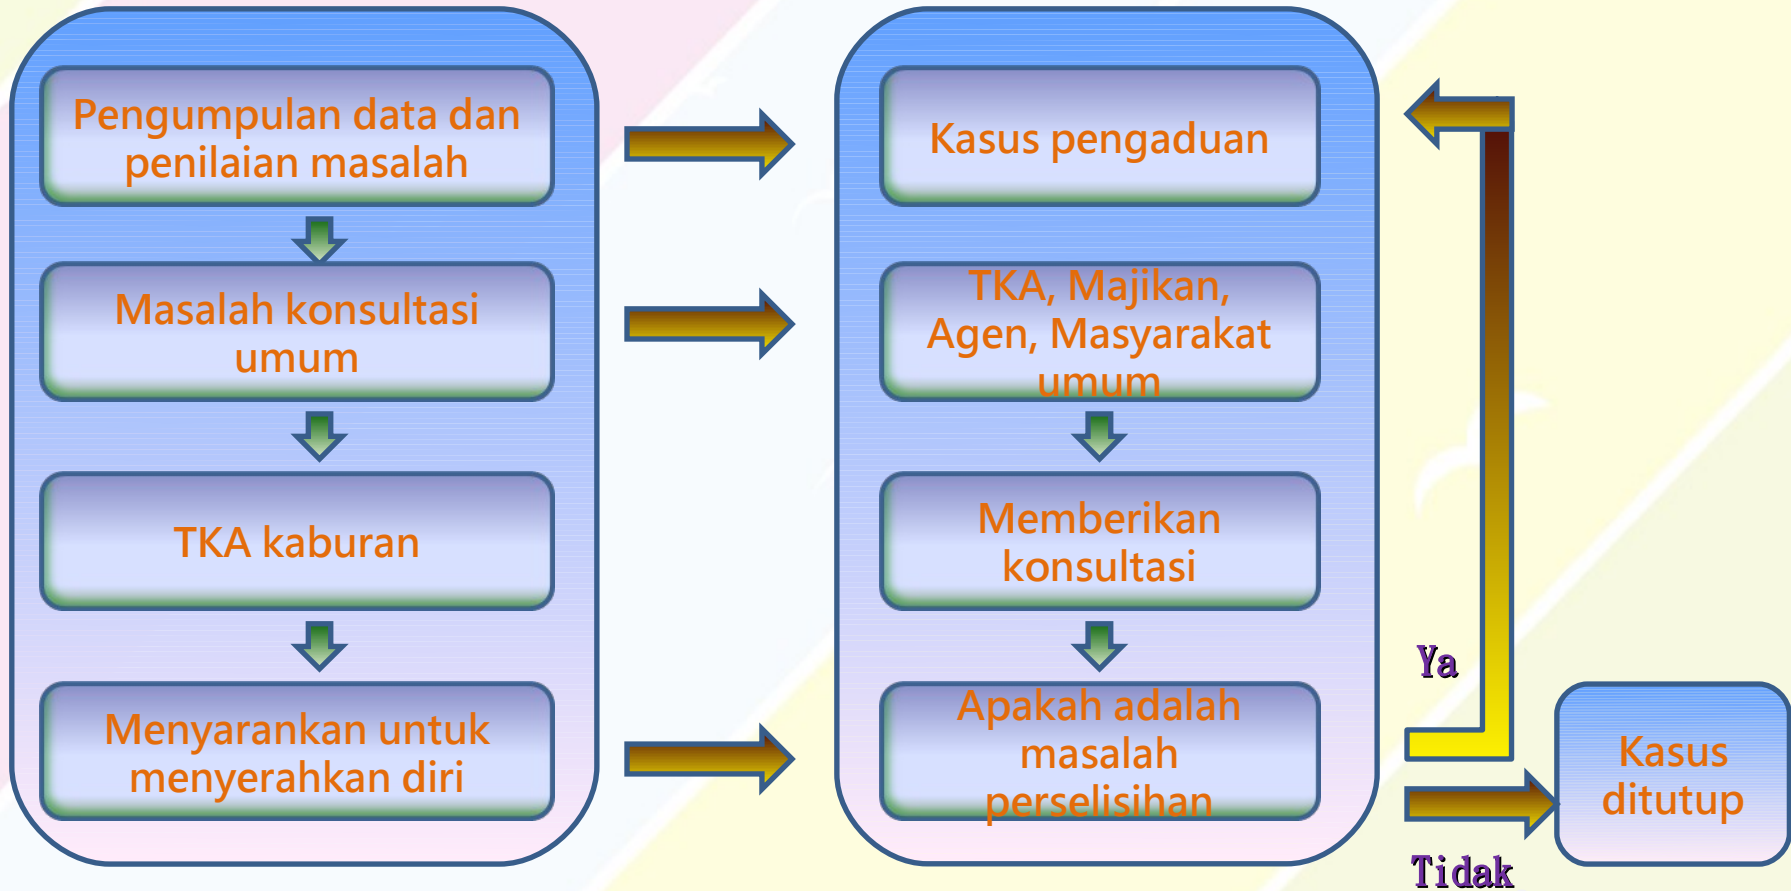 Pengumpulan data dan
penilaian masalah
Masalah konsultasi
umum
TKA kaburan
Menyarankan untuk
menyerahkan diri
Kasus pengaduan
TKA, Majikan,
Agen, Masyarakat
umum
Memberikan
konsultasi
Apakah adalah
masalah
perselisihan
Ya
Tidak
Kasus
ditutup